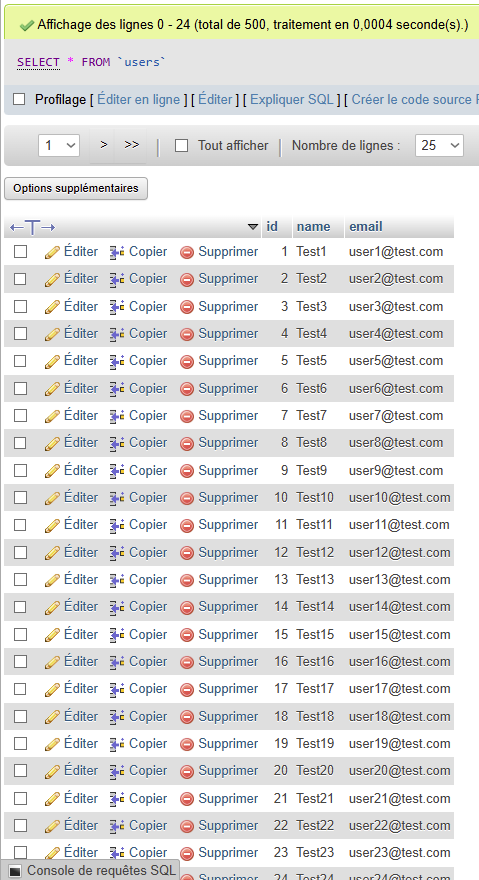 Affichage des lignes 0 - 24 (total de 500, traitement en 0,0004 seconde(s).)
SELECT * FROM `users`
Profilage [ Éditer en ligne ] [ Éditer ] [ Expliquer SQL ] [ Créer le code source
1 > >> Tout afficher Nombre de lignes : 25
Options supplémentaires
id name email
Éditer Copier Supprimer 1 Test1 user1@test.com
Éditer Copier Supprimer 2 Test2 user2@test.com
Éditer Copier Supprimer 3 Test3 user3@test.com
Éditer Copier Supprimer 4 Test4 user4@test.com
Éditer Copier Supprimer 5 Test5 user5@test.com
Éditer Copier Supprimer 6 Test6 user6@test.com
Éditer Copier Supprimer 7 Test7 user7@test.com
Éditer Copier Supprimer 8 Test8 user8@test.com
Éditer Copier Supprimer 9 Test9 user9@test.com
Éditer Copier Supprimer 10 Test10 user10@test.com
Éditer Copier Supprimer 11 Test11 user11@test.com
Éditer Copier Supprimer 12 Test12 user12@test.com
Éditer Copier Supprimer 13 Test13 user13@test.com
Éditer Copier Supprimer 14 Test14 user14@test.com
Éditer Copier Supprimer 15 Test15 user15@test.com
Éditer Copier Supprimer 16 Test16 user16@test.com
Éditer Copier Supprimer 17 Test17 user17@test.com
Éditer Copier Supprimer 18 Test18 user18@test.com
Éditer Copier Supprimer 19 Test19 user19@test.com
Éditer Copier Supprimer 20 Test20 user20@test.com
Éditer Copier Supprimer 21 Test21 user21@test.com
Éditer Copier Supprimer 22 Test22 user22@test.com
Éditer Copier Supprimer 23 Test23 user23@test.com
Console de requêtes SQL Supprimer 24 Test24 user24@test.com